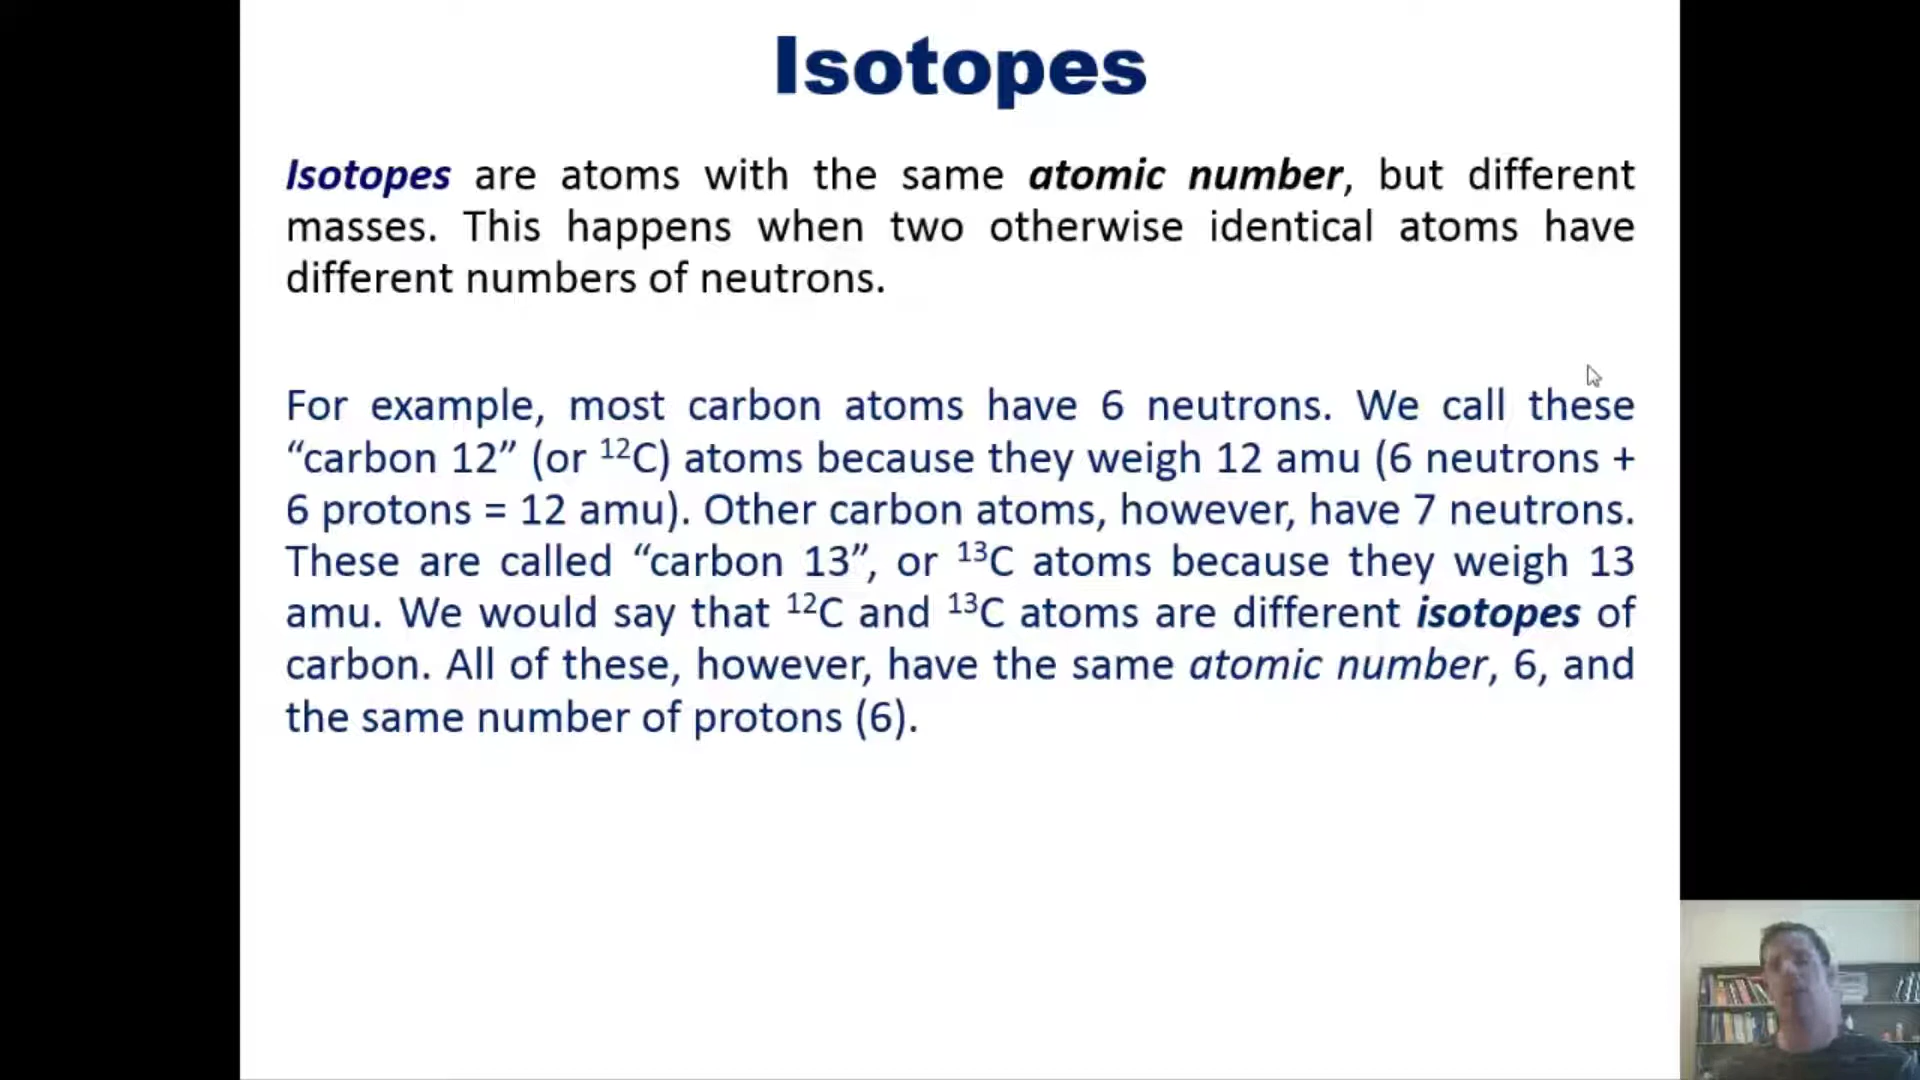 Isotopes
Isotopes are atoms with the same atomic number, but different
masses. This happens when two otherwise identical atoms have
different numbers of neutrons.
For example, most carbon atoms have 6 neutrons. We call these
“carbon 12” (or ¹²C) atoms because they weigh 12 amu (6 neutrons +
6 protons = 12 amu). Other carbon atoms, however, have 7 neutrons.
These are called “carbon 13”, or ¹³C atoms because they weigh 13
amu. We would say that ¹²C and ¹³C atoms are different isotopes of
carbon. All of these, however, have the same atomic number, 6, and
the same number of protons (6).